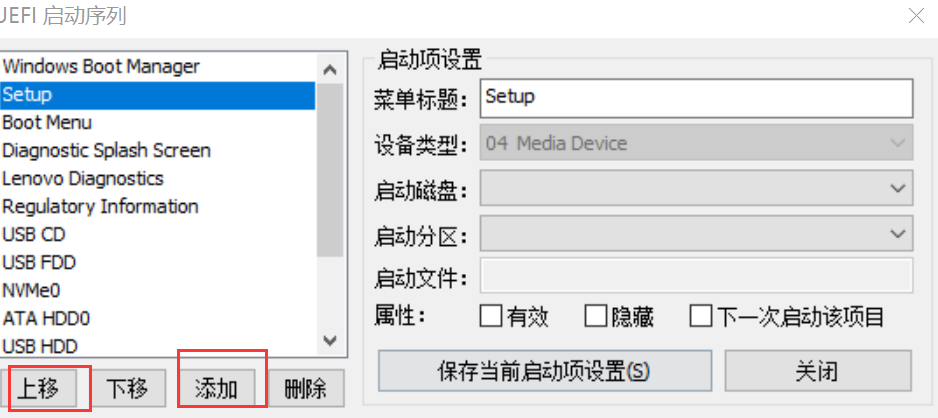 UEFI 启动序列
Windows Boot Manager
Setup
Boot Menu
Diagnostic Splash Screen
Lenovo Diagnostics
Regulatory Information
USB CD
USB FDD
NVMe0
ATA HDD0
USB HDD
上移 下移 添加 删除
启动项设置
菜单标题： Setup
设备类型： 04 Media Device
启动磁盘：
启动分区：
启动文件：
属性： 有效 隐藏 下一次启动该项目
保存当前启动项设置(S) 关闭